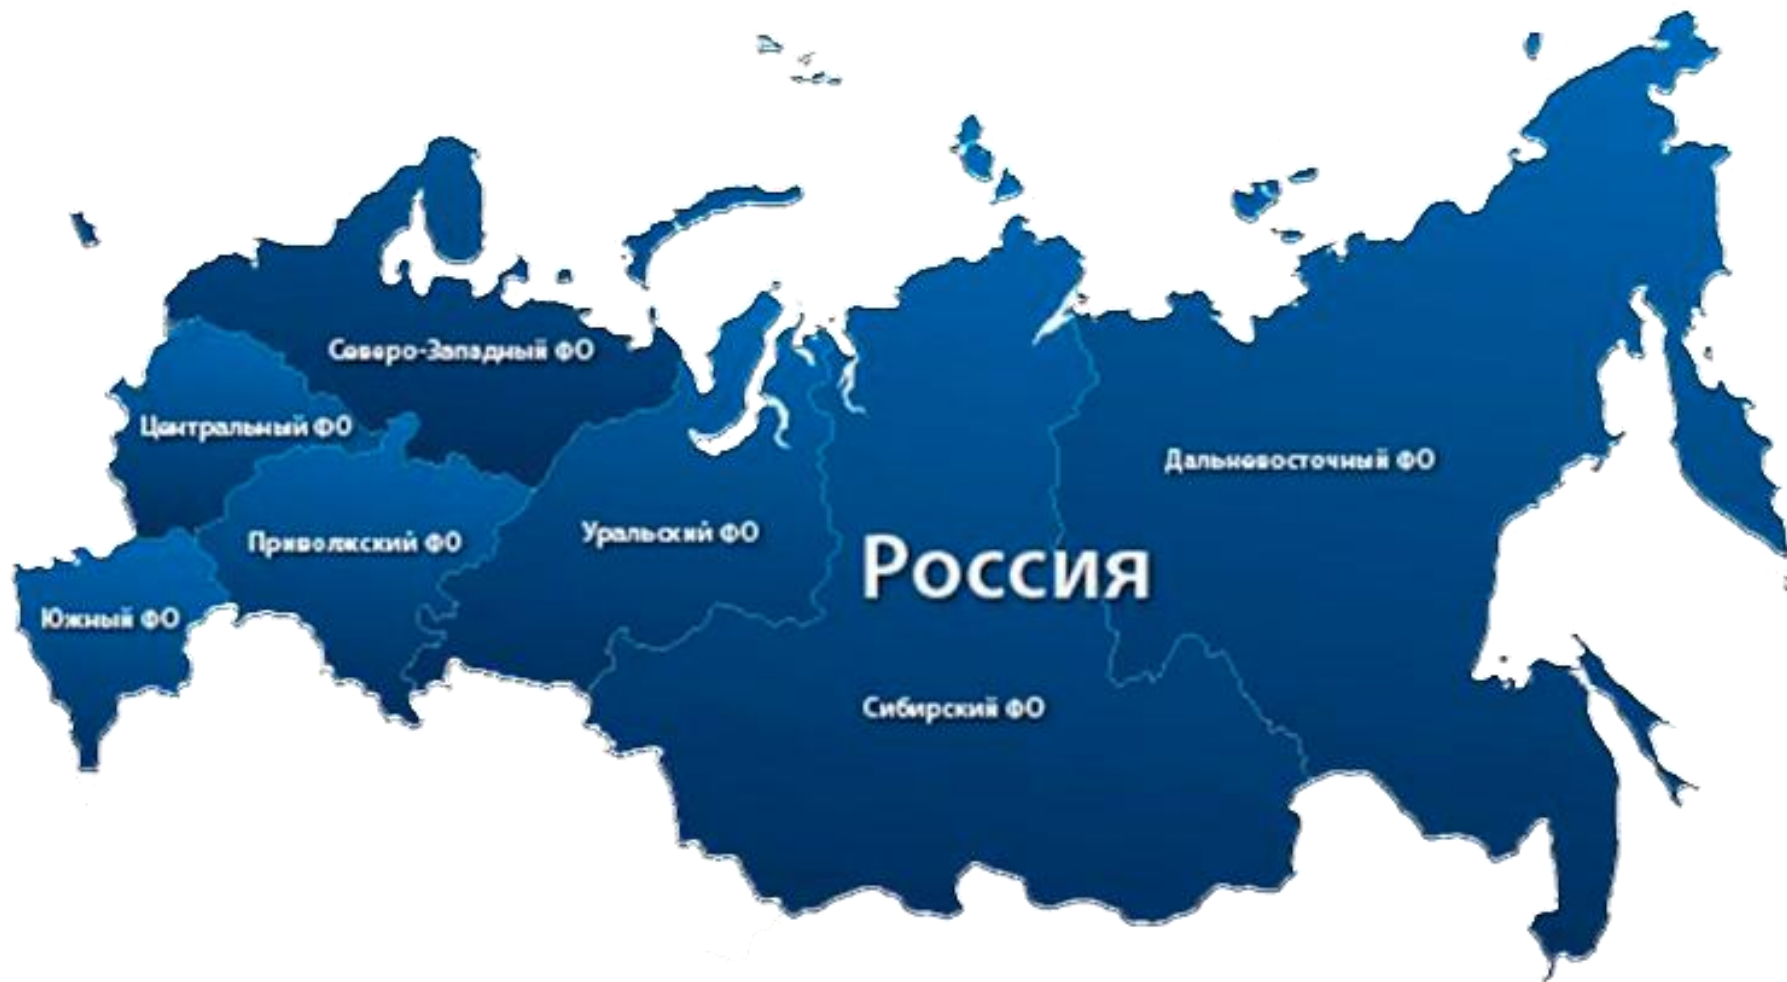 Северо-Западный ФО
Центральный ФО
Дальневосточный ФО
Уральский ФО
Приволжский ФО
Россия
Южный ФО
Сибирский ФО